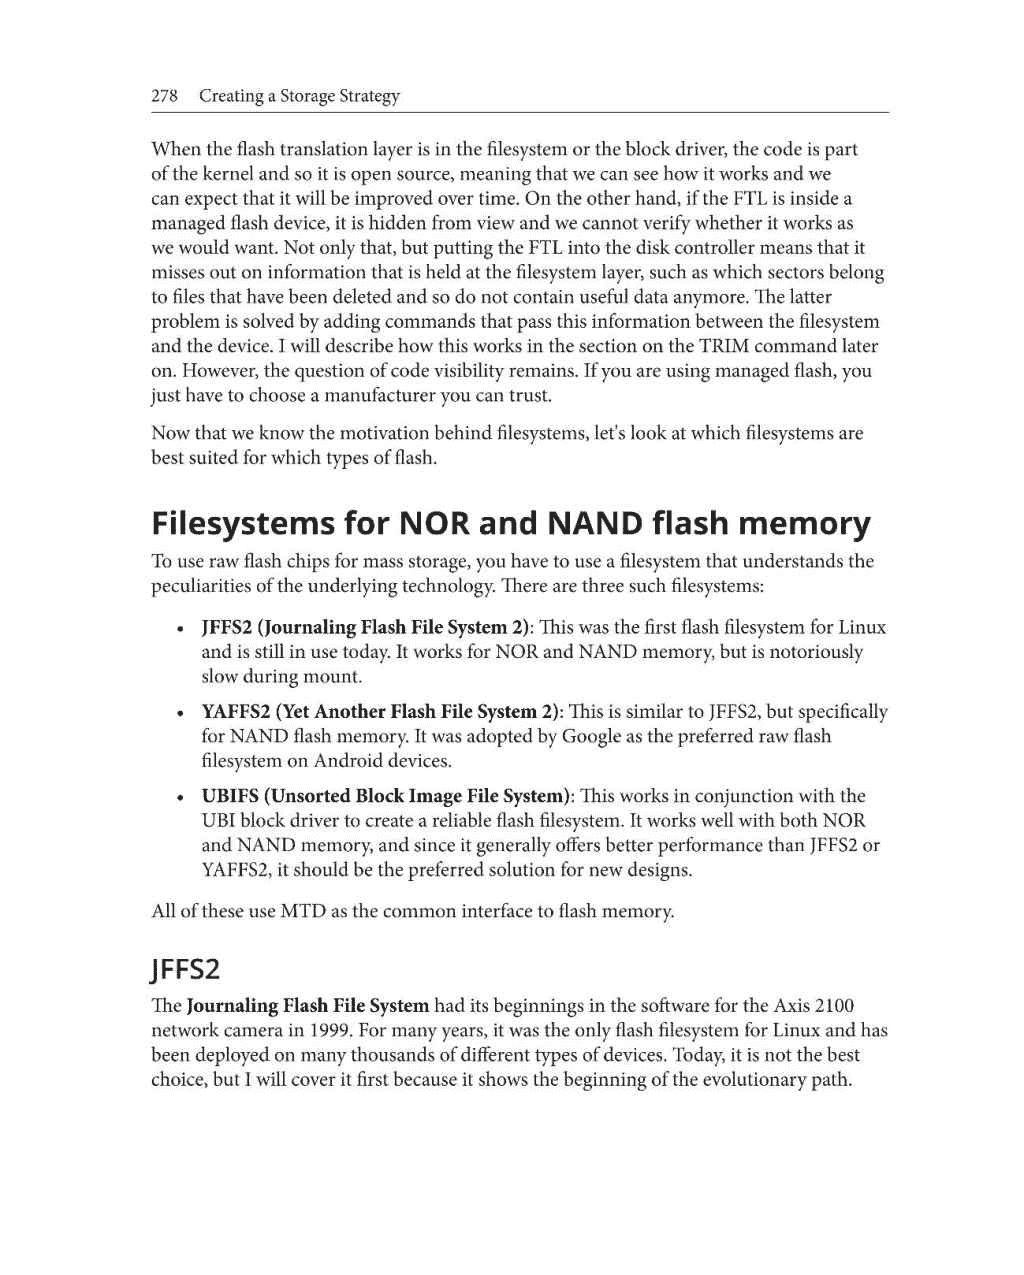 278 Creating a Storage Strategy
When the flash translation layer is in the filesystem or the block driver, the code is part
of the kernel and so it is open source, meaning that we can see how it works and we
can expect that it will be improved over time. On the other hand, if the FTL is inside a
managed flash device, it is hidden from view and we cannot verify whether it works as
we would want. Not only that, but putting the FTL into the disk controller means that it
misses out on information that is held at the filesystem layer, such as which sectors belong
to files that have been deleted and so do not contain useful data anymore. The latter
problem is solved by adding commands that pass this information between the filesystem
and the device. I will describe how this works in the section on the TRIM command later
on. However, the question of code visibility remains. If you are using managed flash, you
just have to choose a manufacturer you can trust.
Now that we know the motivation behind filesystems, let's look at which filesystems are
best suited for which types of flash.
Filesystems for NOR and NAND flash memory
To use raw flash chips for mass storage, you have to use a filesystem that understands the
peculiarities of the underlying technology. There are three such filesystems:
• JFFS2 (Journaling Flash File System 2): This was the first flash filesystem for Linux
and is still in use today. It works for NOR and NAND memory, but is notoriously
slow during mount.
• YAFFS2 (Yet Another Flash File System 2): This is similar to JFFS2, but specifically
for NAND flash memory. It was adopted by Google as the preferred raw flash
filesystem on Android devices.
• UBIFS (Unsorted Block Image File System): This works in conjunction with the
UBI block driver to create a reliable flash filesystem. It works well with both NOR
and NAND memory, and since it generally offers better performance than JFFS2 or
YAFFS2, it should be the preferred solution for new designs.
All of these use MTD as the common interface to flash memory.
JFFS2
The Journaling Flash File System had its beginnings in the software for the Axis 2100
network camera in 1999. For many years, it was the only flash filesystem for Linux and has
been deployed on many thousands of different types of devices. Today, it is not the best
choice, but I will cover it first because it shows the beginning of the evolutionary path.